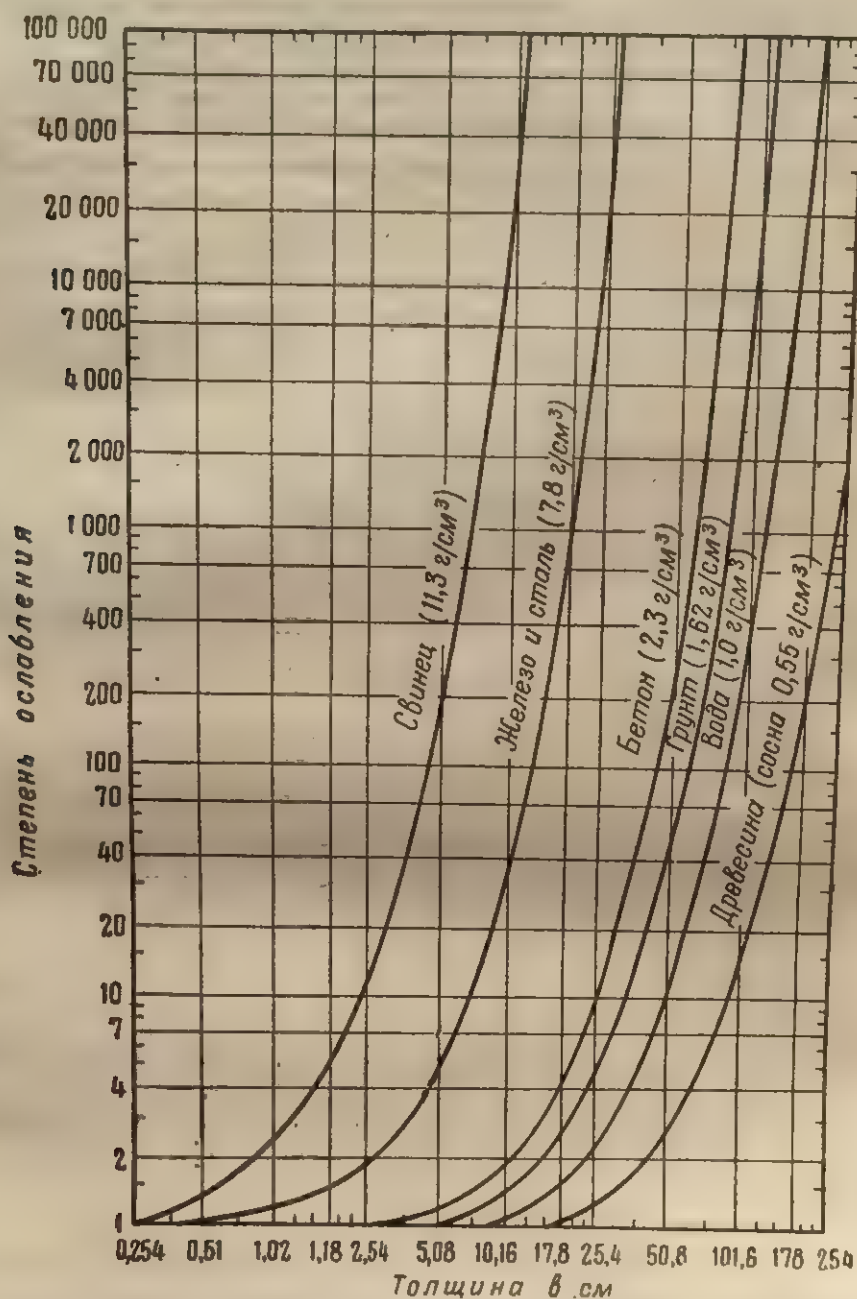 100 000
70 000
40 000
20 000
10 000
7 000
4 000
2 000
1 000
700
400
200
100
70
40
20
10
7
4
2
1
Степень ослабления
Свинец (11,3 г/см³)
Железо и сталь (7,8 г/см³)
Бетон (2,3 г/см³)
Грунт (1,62 г/см³)
Вода (1,0 г/см³)
Древесина (сосна 0,55 г/см³)
0,254 0,51 1,02 1,18 2,54 5,08 10,16 17,8 25,4 50,8 101,6 178 254
Толщина в см